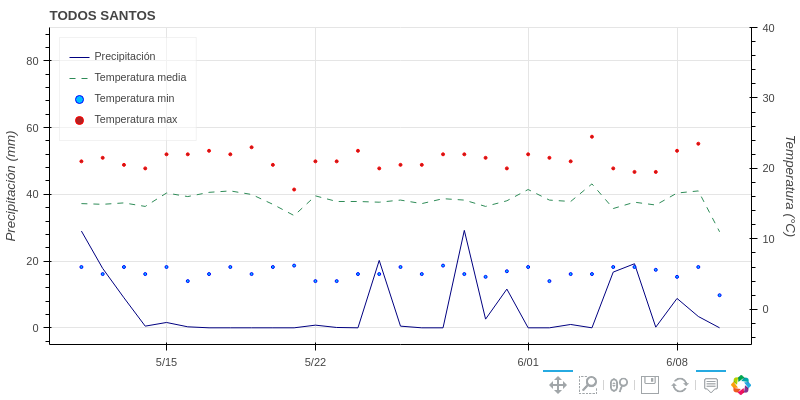 TODOS SANTOS
Precipitación
Temperatura media
Temperatura min
Temperatura max
Precipitación (mm)
80
60
40
20
0
Temperatura (°C)
40
30
20
10
0
5/15
5/22
6/01
6/08